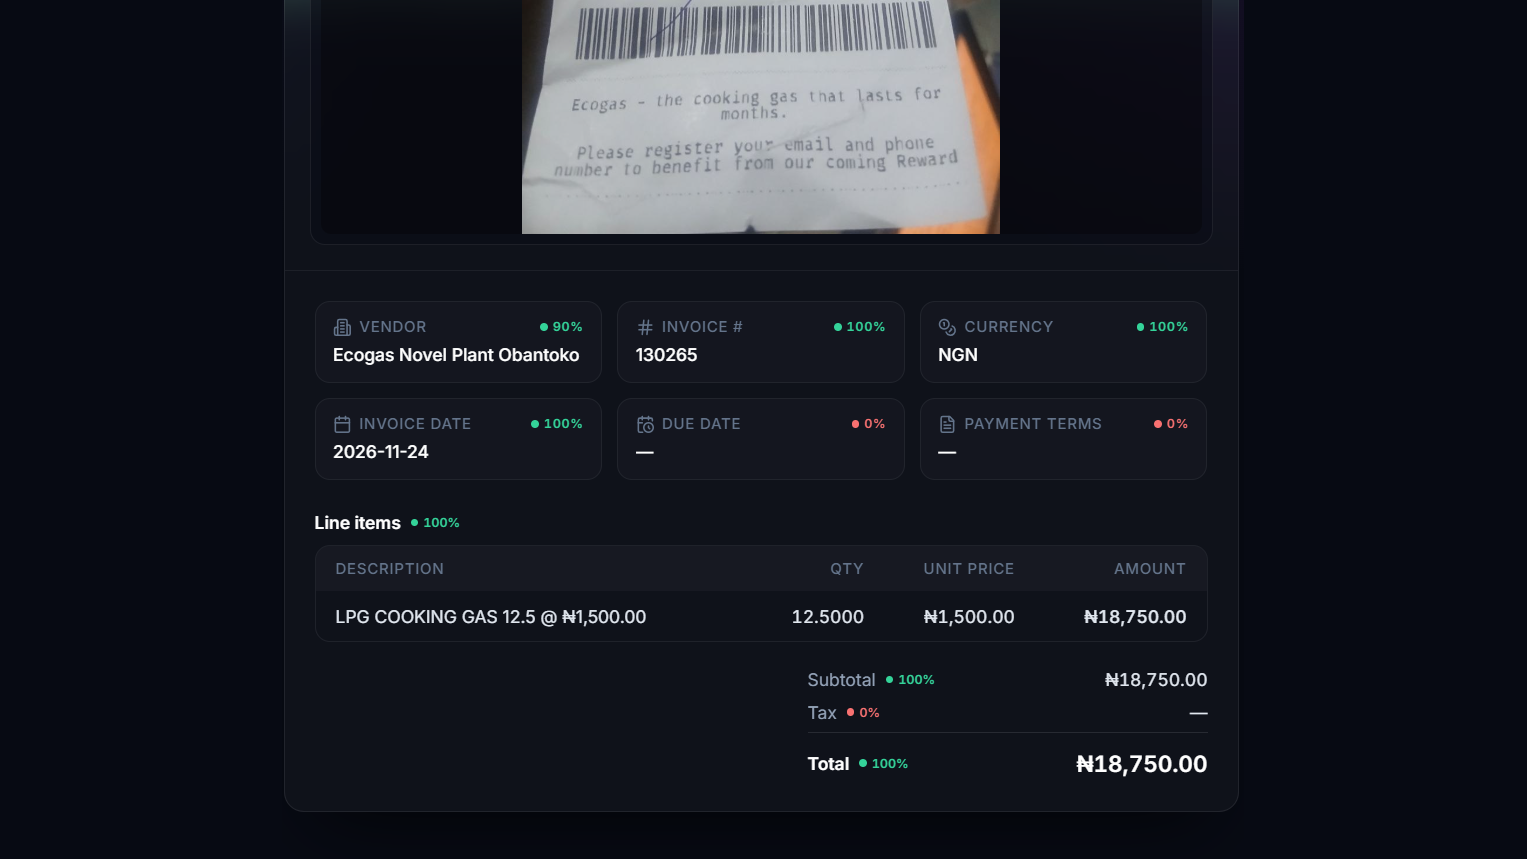 Ecogas - the cooking gas that lasts for
months.
Please register your email and phone
number to benefit from our coming Reward
VENDOR 90%
Ecogas Novel Plant Obantoko
INVOICE # 100%
130265
CURRENCY 100%
NGN
INVOICE DATE 100%
2026-11-24
DUE DATE 0%
—
PAYMENT TERMS 0%
—
Line items 100%
DESCRIPTION QTY UNIT PRICE AMOUNT
LPG COOKING GAS 12.5 @ ₦1,500.00 12.5000 ₦1,500.00 ₦18,750.00
Subtotal 100% ₦18,750.00
Tax 0% —
Total 100% ₦18,750.00